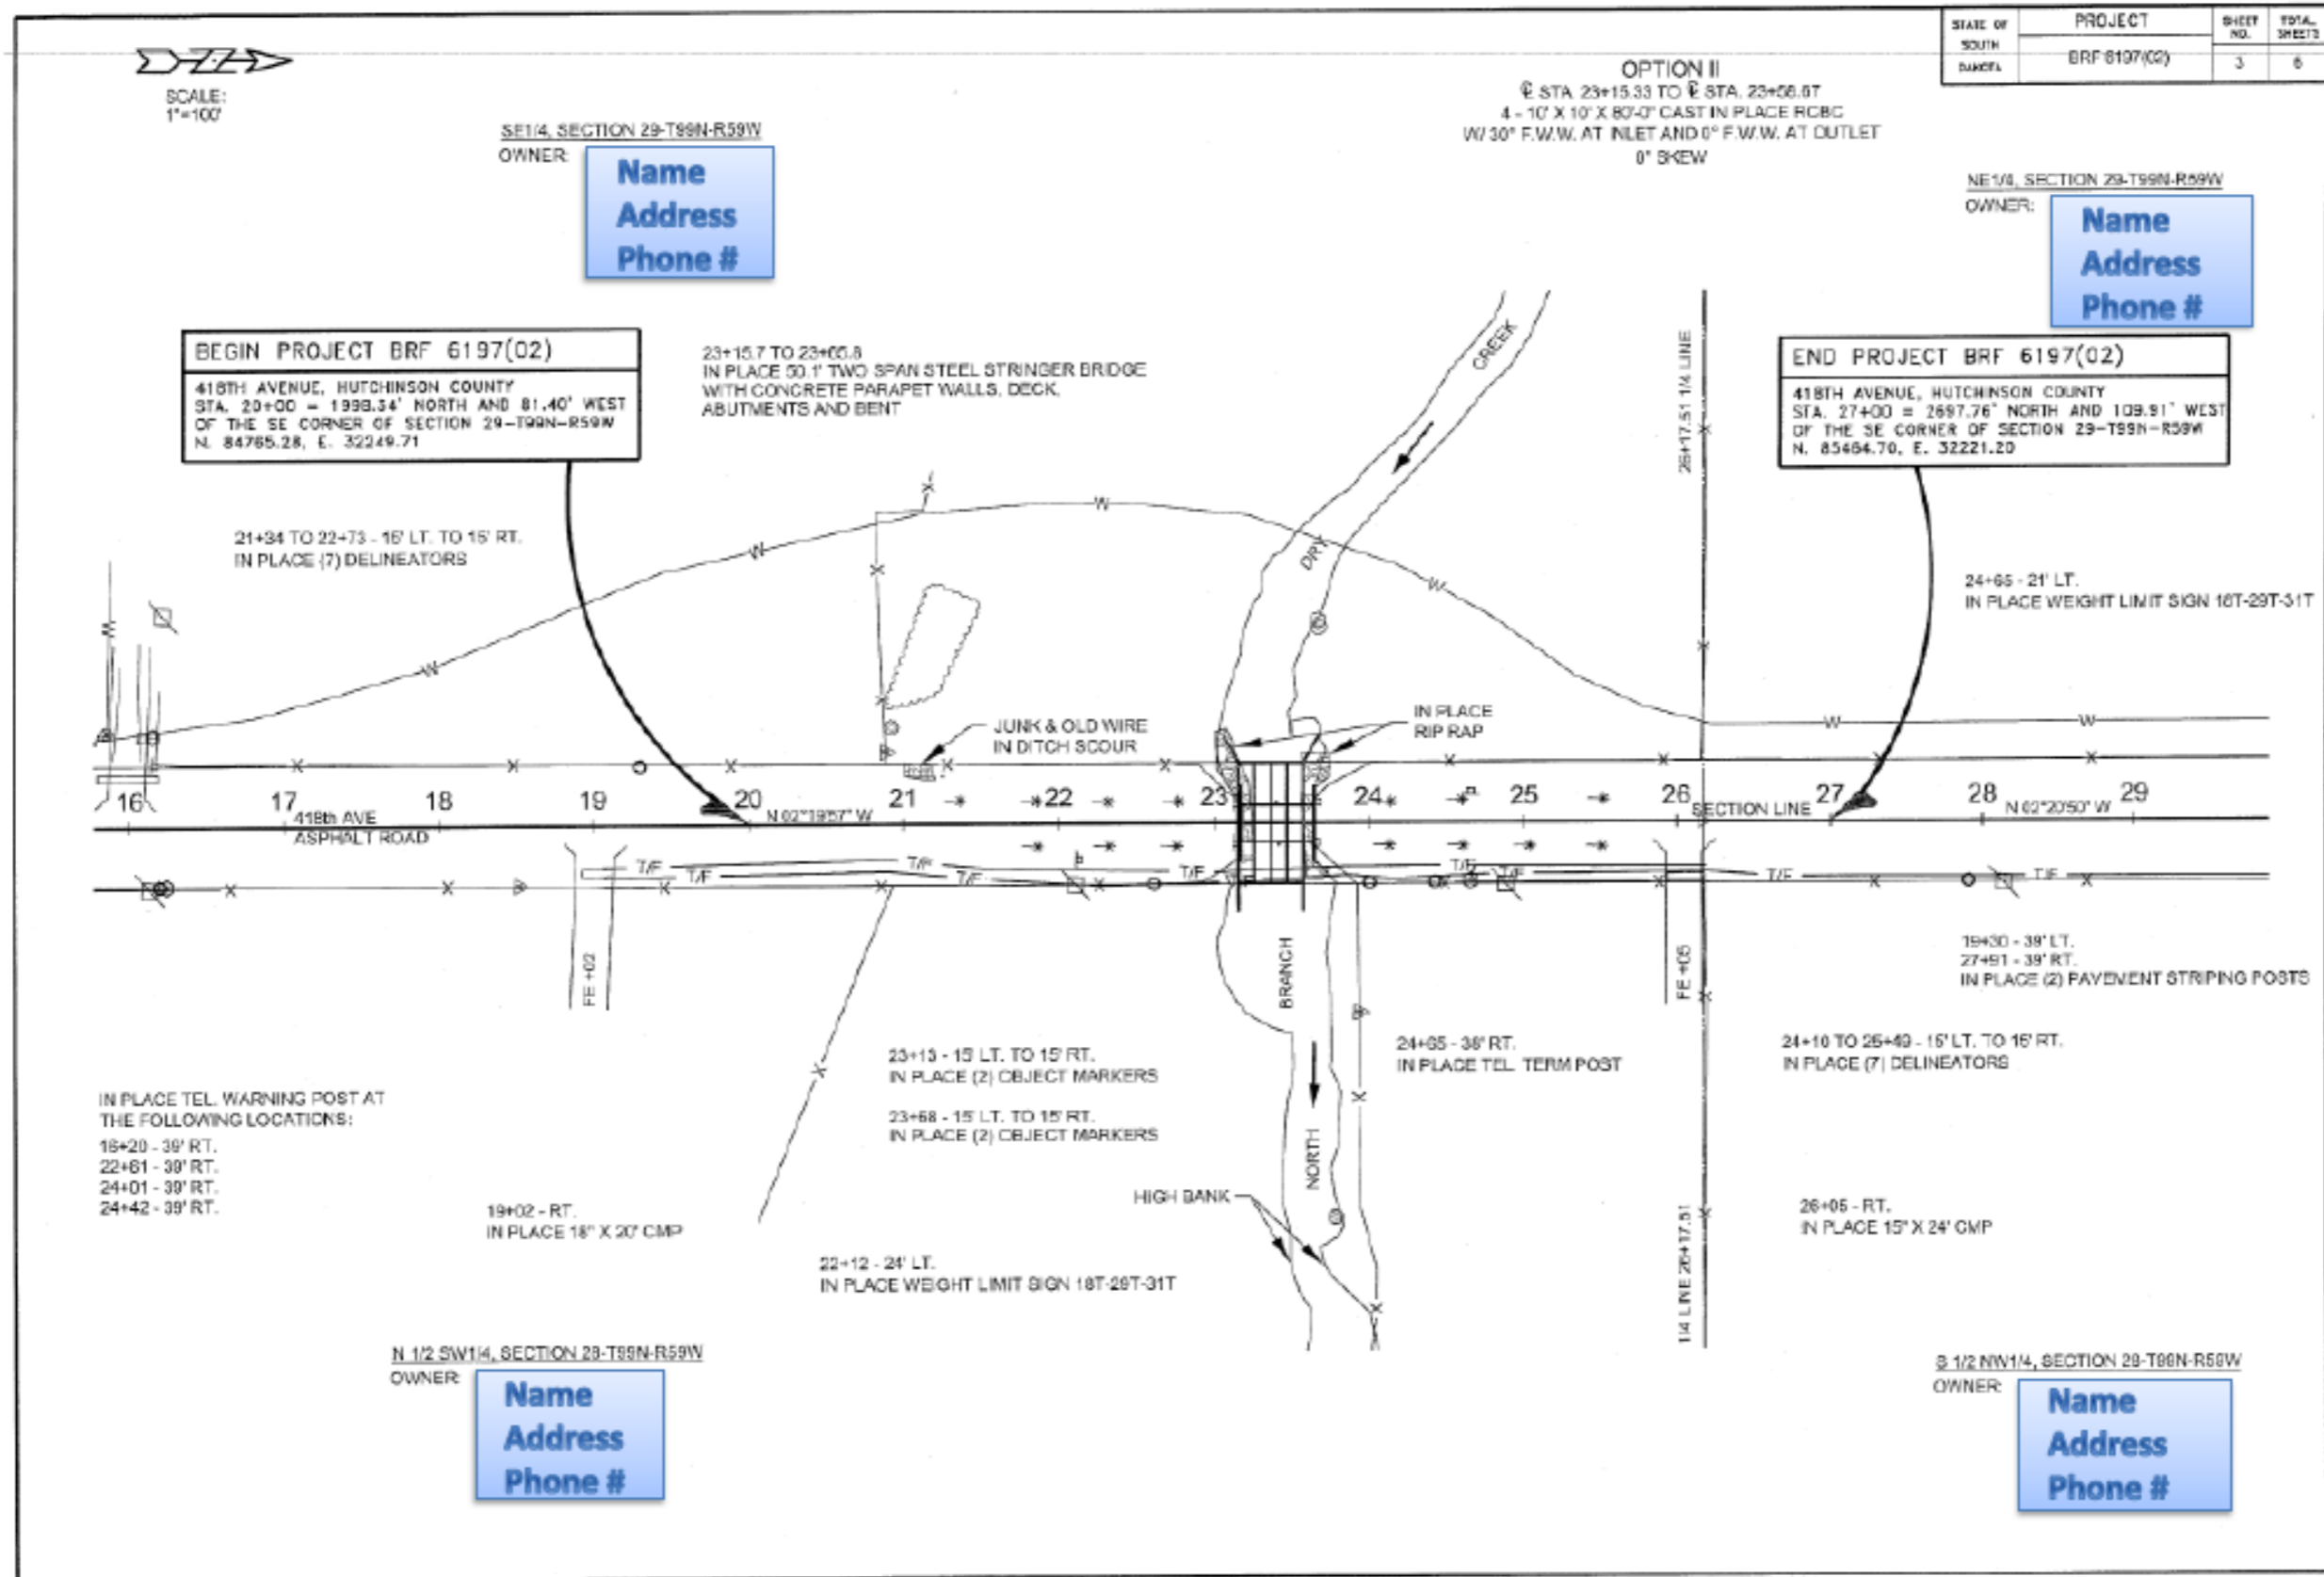 STATE OF SOUTH DAKOTA
PROJECT
BRF 6197(02)
SHEET NO.
3
TOTAL SHEETS
6
SCALE:
1"=100'
OPTION II
℄ STA. 23+15.33 TO ℄ STA. 23+58.67
4 - 10' X 10' X 80'-0" CAST IN PLACE RCBC
W/ 30° F.W.W. AT INLET AND 0° F.W.W. AT OUTLET
0° SKEW
SE1/4, SECTION 29-T99N-R59W
OWNER:
Name
Address
Phone #
NE1/4, SECTION 29-T99N-R59W
OWNER:
Name
Address
Phone #
BEGIN PROJECT BRF 6197(02)
418TH AVENUE, HUTCHINSON COUNTY
STA. 20+00 = 1998.34' NORTH AND 81.40' WEST
OF THE SE CORNER OF SECTION 29-T99N-R59W
N. 84765.28, E. 32249.71
23+15.7 TO 23+65.8
IN PLACE 50.1' TWO SPAN STEEL STRINGER BRIDGE
WITH CONCRETE PARAPET WALLS, DECK,
ABUTMENTS AND BENT
CREEK
DRY
26+17.51 1/4 LINE
END PROJECT BRF 6197(02)
418TH AVENUE, HUTCHINSON COUNTY
STA. 27+00 = 2697.76' NORTH AND 109.91' WEST
OF THE SE CORNER OF SECTION 29-T99N-R59W
N. 85464.70, E. 32221.20
21+34 TO 22+73 - 15' LT. TO 15' RT.
IN PLACE (7) DELINEATORS
24+65 - 21' LT.
IN PLACE WEIGHT LIMIT SIGN 18T-29T-31T
W W W W W W W
JUNK & OLD WIRE
IN DITCH SCOUR
IN PLACE
RIP RAP
16 17 18 19 20 21 22 23 24 25 26 27 28 29
418th AVE
N 02°19'57" W
SECTION LINE
N 02°20'50" W
ASPHALT ROAD
T/F T/F T/F T/F T/F T/F T/F T/F
FE +02
BRANCH
FE +05
19+30 - 39' LT.
27+91 - 39' RT.
IN PLACE (2) PAVEMENT STRIPING POSTS
23+13 - 15' LT. TO 15' RT.
IN PLACE (2) OBJECT MARKERS
23+68 - 15' LT. TO 15' RT.
IN PLACE (2) OBJECT MARKERS
24+65 - 38' RT.
IN PLACE TEL. TERM POST
24+10 TO 25+49 - 15' LT. TO 15' RT.
IN PLACE (7) DELINEATORS
IN PLACE TEL. WARNING POST AT
THE FOLLOWING LOCATIONS:
16+20 - 39' RT.
22+61 - 39' RT.
24+01 - 39' RT.
24+42 - 39' RT.
NORTH
HIGH BANK
19+02 - RT.
IN PLACE 18" X 20' CMP
22+12 - 24' LT.
IN PLACE WEIGHT LIMIT SIGN 18T-29T-31T
26+05 - RT.
IN PLACE 15" X 24' CMP
1/4 LINE 26+17.51
N 1/2 SW1/4, SECTION 28-T99N-R59W
OWNER:
Name
Address
Phone #
S 1/2 NW1/4, SECTION 28-T99N-R59W
OWNER:
Name
Address
Phone #